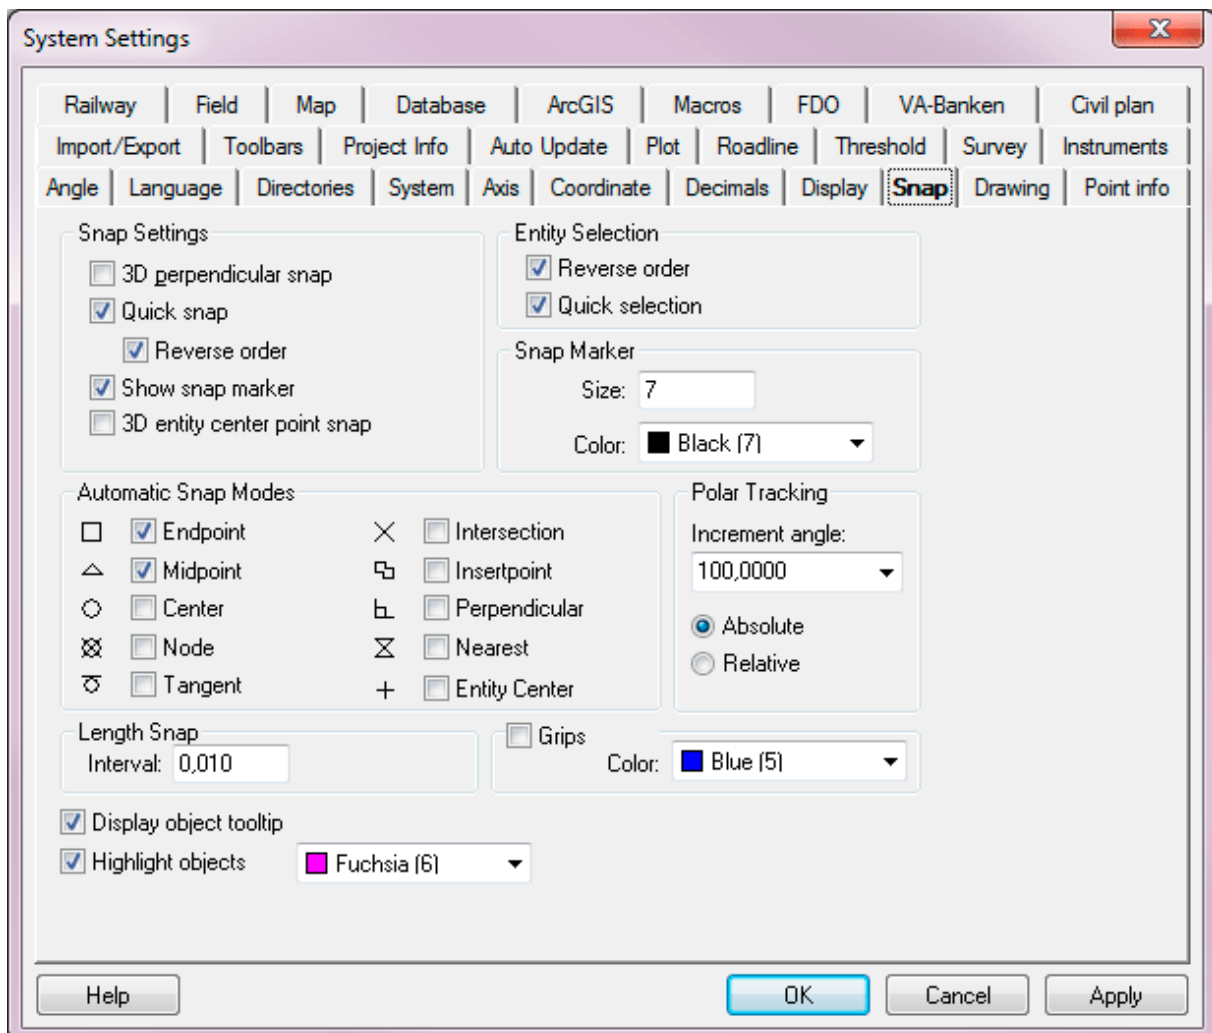 System Settings
Railway Field Map Database ArcGIS Macros FDO VA-Banken Civil plan
Import/Export Toolbars Project Info Auto Update Plot Roadline Threshold Survey Instruments
Angle Language Directories System Axis Coordinate Decimals Display Snap Drawing Point info
Snap Settings
3D perpendicular snap
Quick snap
Reverse order
Show snap marker
3D entity center point snap
Entity Selection
Reverse order
Quick selection
Snap Marker
Size: 7
Color: Black (7)
Automatic Snap Modes
Endpoint
Midpoint
Center
Node
Tangent
Intersection
Insertpoint
Perpendicular
Nearest
Entity Center
Polar Tracking
Increment angle:
100,0000
Absolute
Relative
Length Snap
Interval: 0,010
Grips
Color: Blue (5)
Display object tooltip
Highlight objects Fuchsia (6)
Help OK Cancel Apply